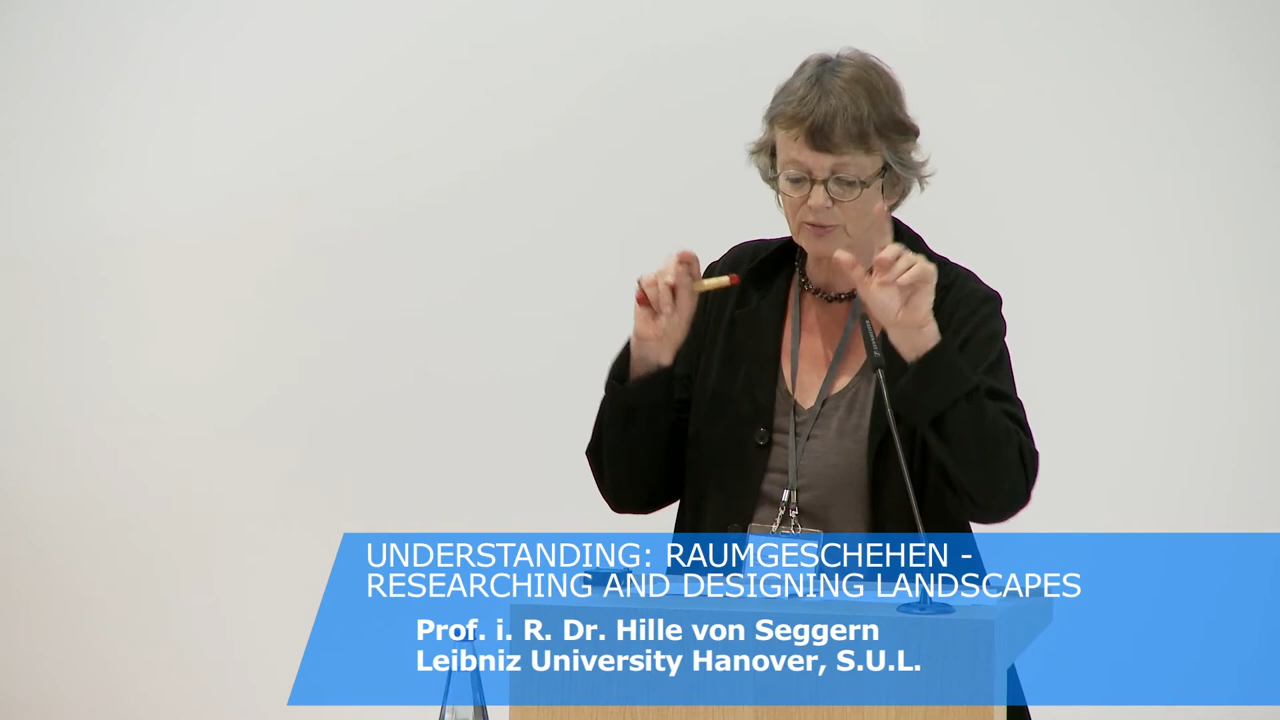 UNDERSTANDING: RAUMGESCHEHEN -
RESEARCHING AND DESIGNING LANDSCAPES
Prof. i. R. Dr. Hille von Seggern
Leibniz University Hanover, S.U.L.